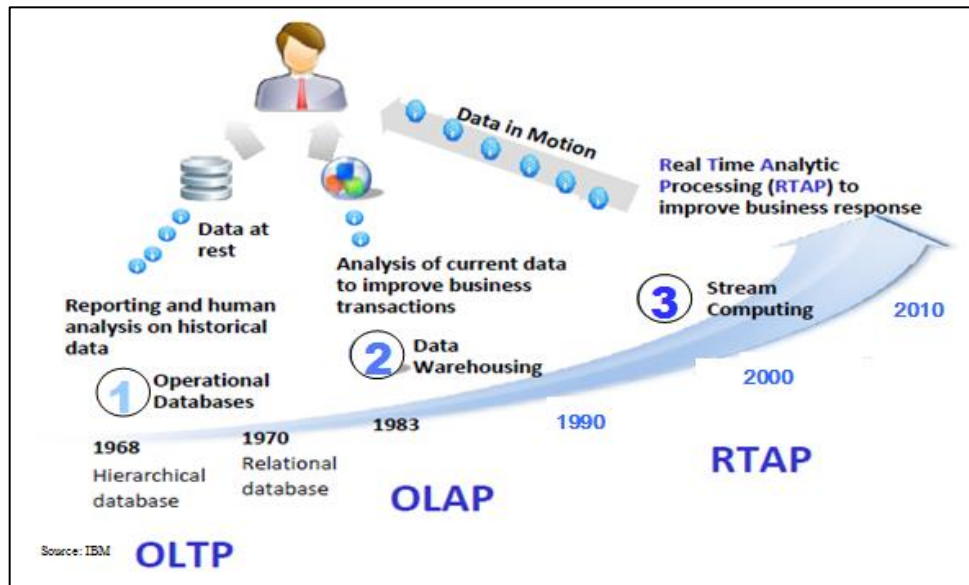 Data in Motion
Real Time Analytic
Processing (RTAP) to
improve business response
Data at
rest
Analysis of current data
to improve business
transactions
Reporting and human
analysis on historical
data
3
Stream
Computing
2010
2
Data
Warehousing
1
Operational
Databases
2000
1990
1983
1970
Relational
database
1968
Hierarchical
database
RTAP
OLAP
Source: IBM
OLTP